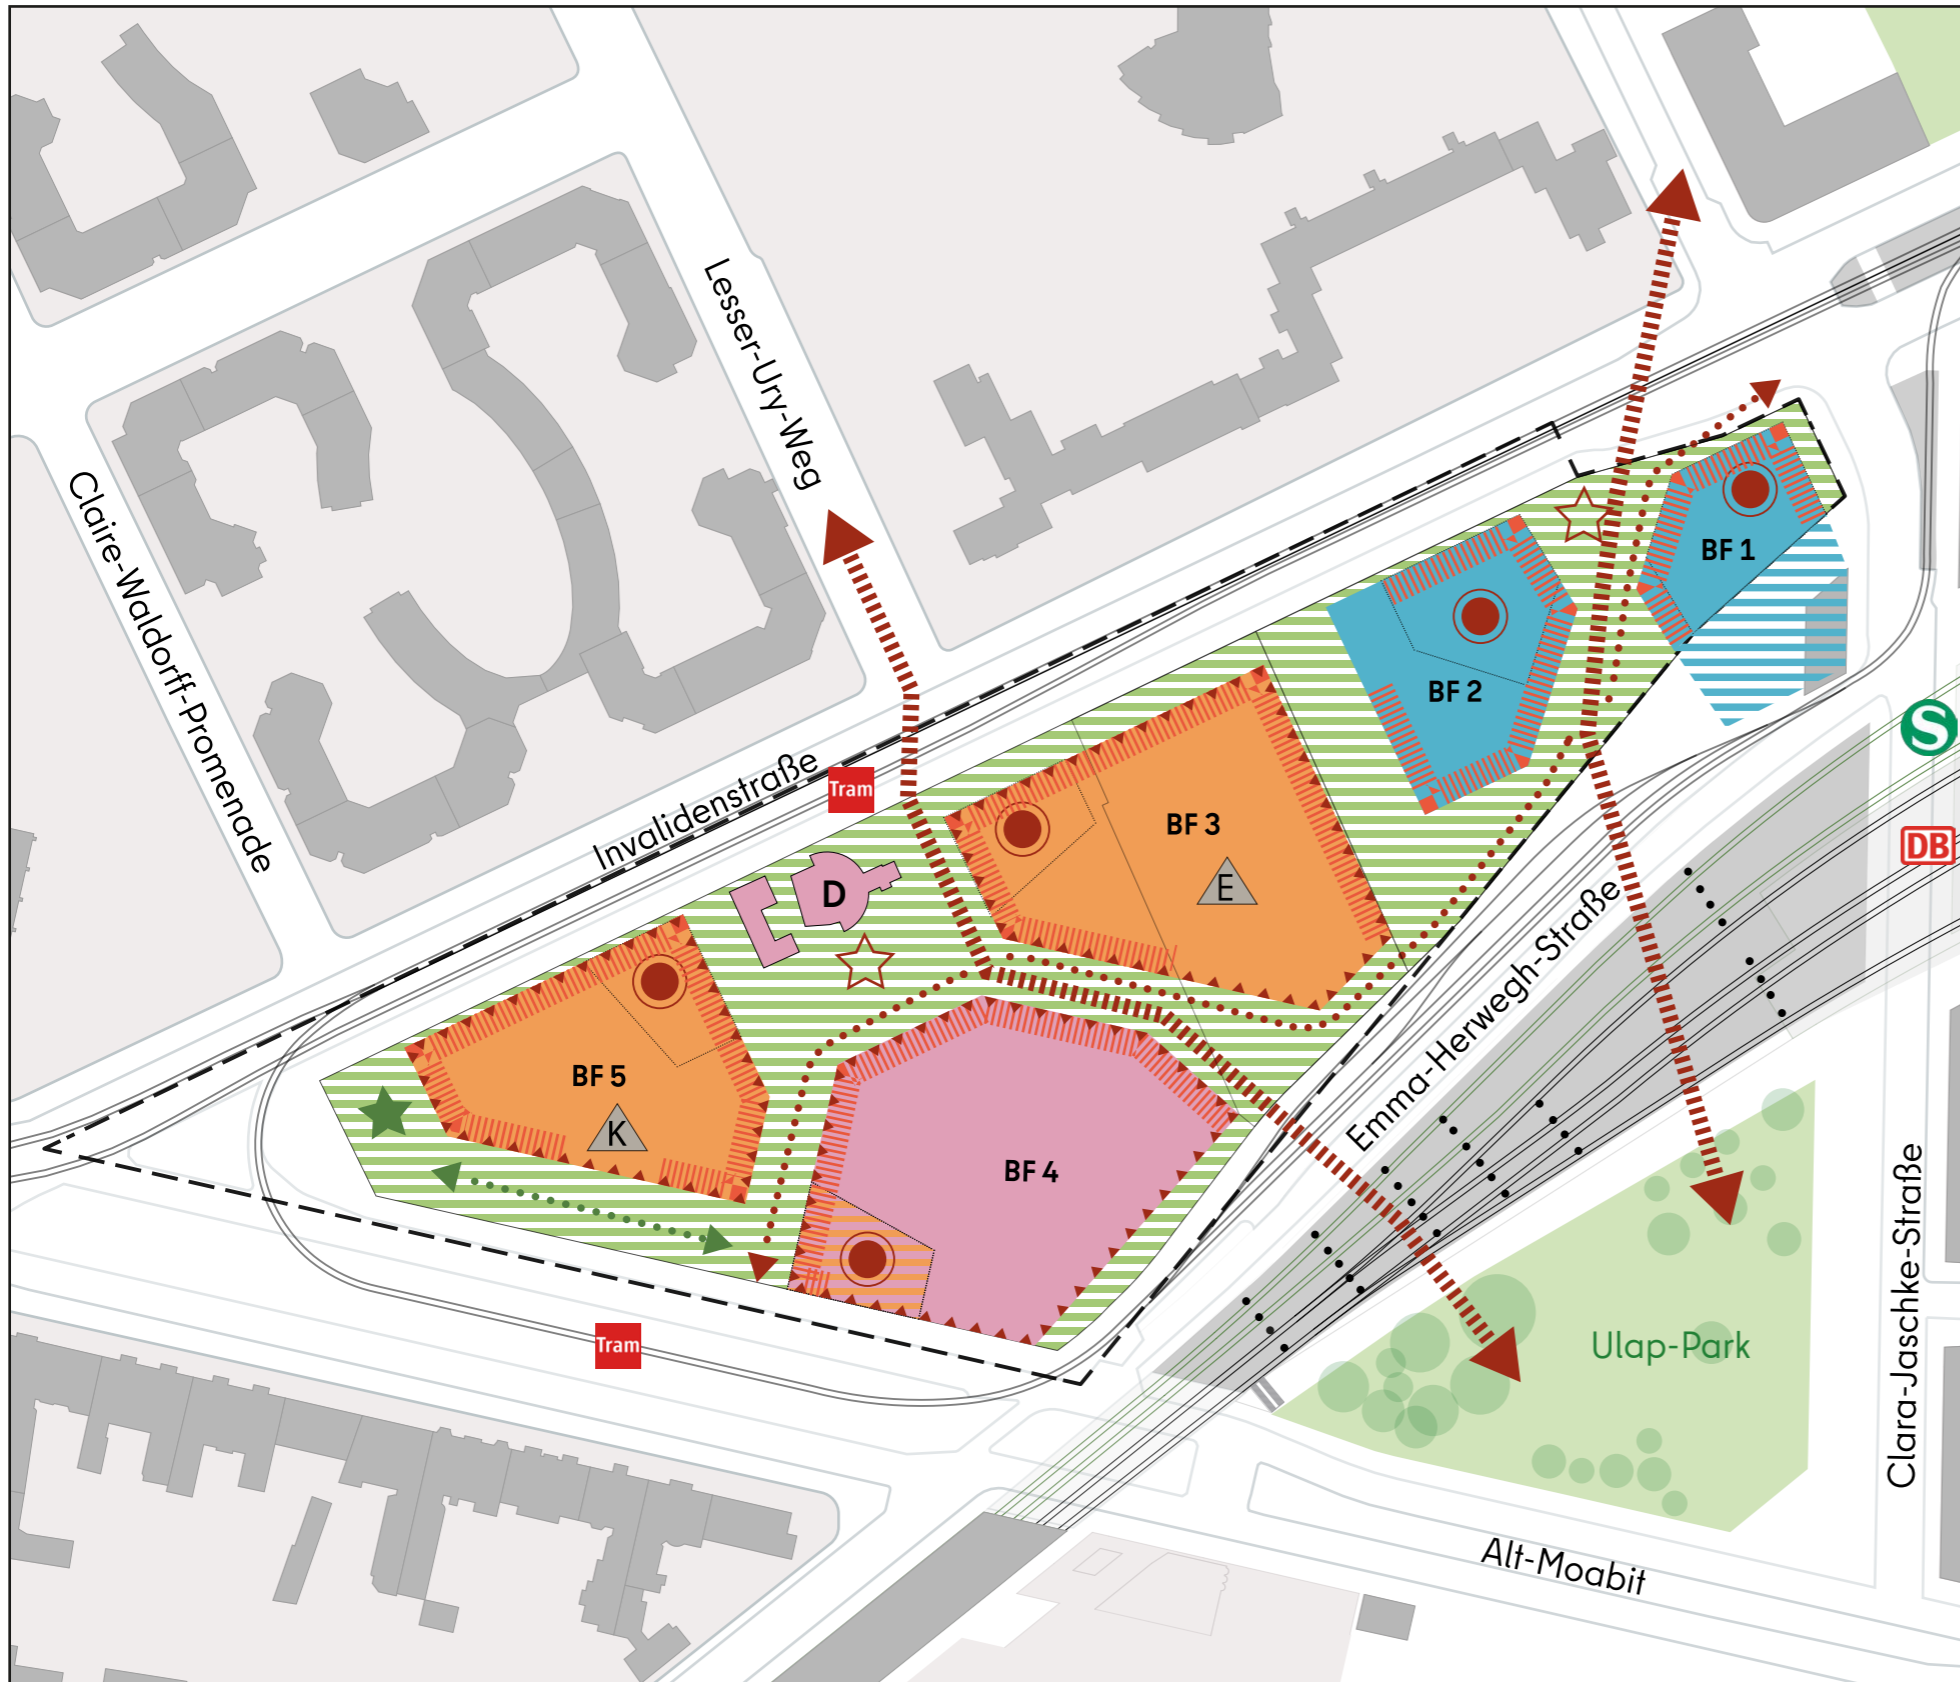 Lesser-Ury-Weg
Claire-Waldorff-Promenade
Invalidenstraße
Tram
BF 1
BF 2
BF 3
E
D
BF 5
K
BF 4
S
DB
Emma-Herwegh-Straße
Clara-Jaschke-Straße
Ulap-Park
Tram
Alt-Moabit